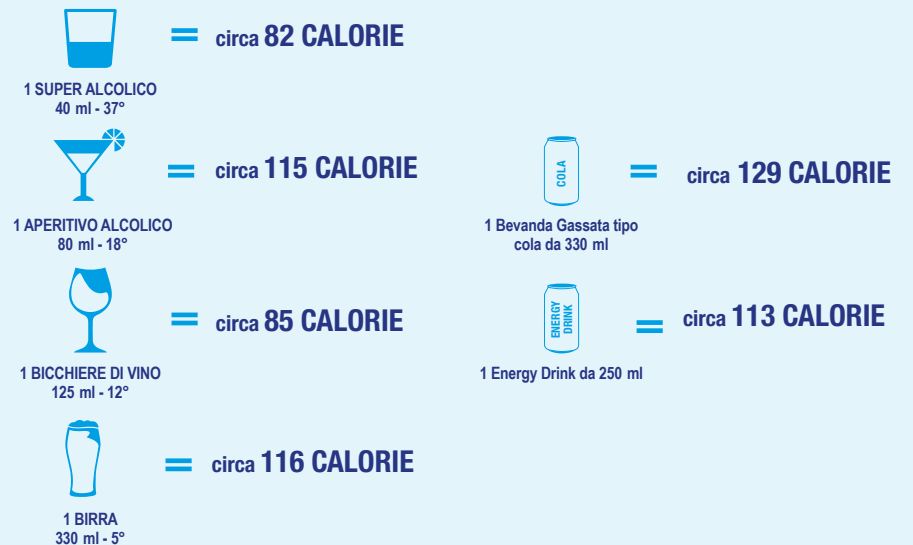 = circa 82 CALORIE
1 SUPER ALCOLICO
40 ml - 37°
= circa 115 CALORIE
1 APERITIVO ALCOLICO
80 ml - 18°
= circa 85 CALORIE
1 BICCHIERE DI VINO
125 ml - 12°
= circa 116 CALORIE
1 BIRRA
330 ml - 5°
COLA
= circa 129 CALORIE
1 Bevanda Gassata tipo
cola da 330 ml
ENERGY
DRINK
= circa 113 CALORIE
1 Energy Drink da 250 ml